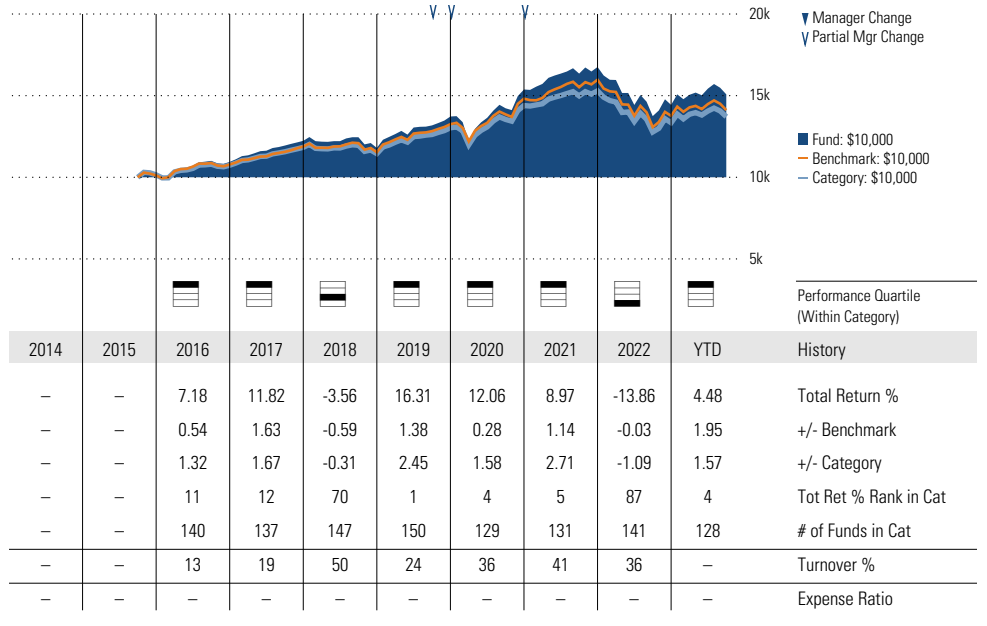 20k
▼ Manager Change
Partial Mgr Change
15k
Fund: $10,000
Benchmark: $10,000
Category: $10,000
10k
5k
Performance Quartile
(Within Category)
2014 2015 2016 2017 2018 2019 2020 2021 2022 YTD History
– – 7.18 11.82 -3.56 16.31 12.06 8.97 -13.86 4.48 Total Return %
– – 0.54 1.63 -0.59 1.38 0.28 1.14 -0.03 1.95 +/- Benchmark
– – 1.32 1.67 -0.31 2.45 1.58 2.71 -1.09 1.57 +/- Category
– – 11 12 70 1 4 5 87 4 Tot Ret % Rank in Cat
– – 140 137 147 150 129 131 141 128 # of Funds in Cat
– – 13 19 50 24 36 41 36 – Turnover %
– – – – – – – – – – Expense Ratio